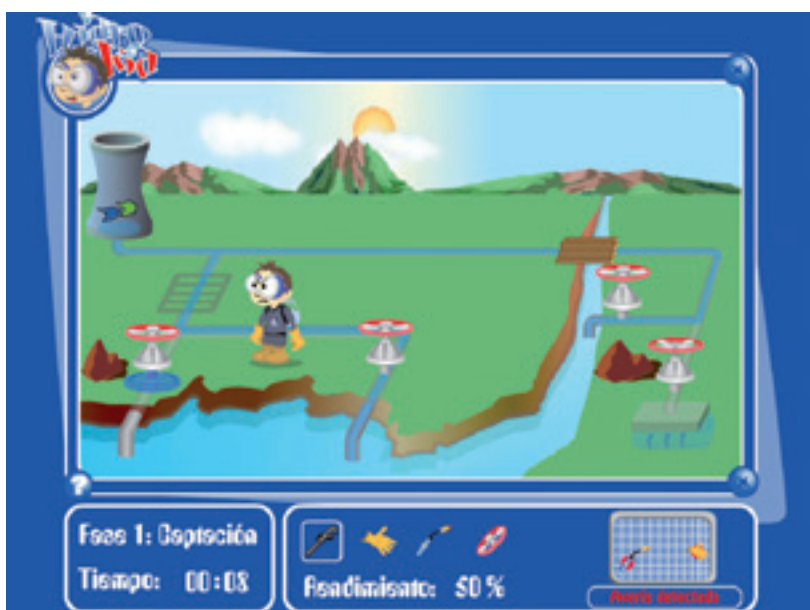 ?
Fase 1: Captación
Tiempo: 00:08
Rendimiento: 50 %
Avería detectada